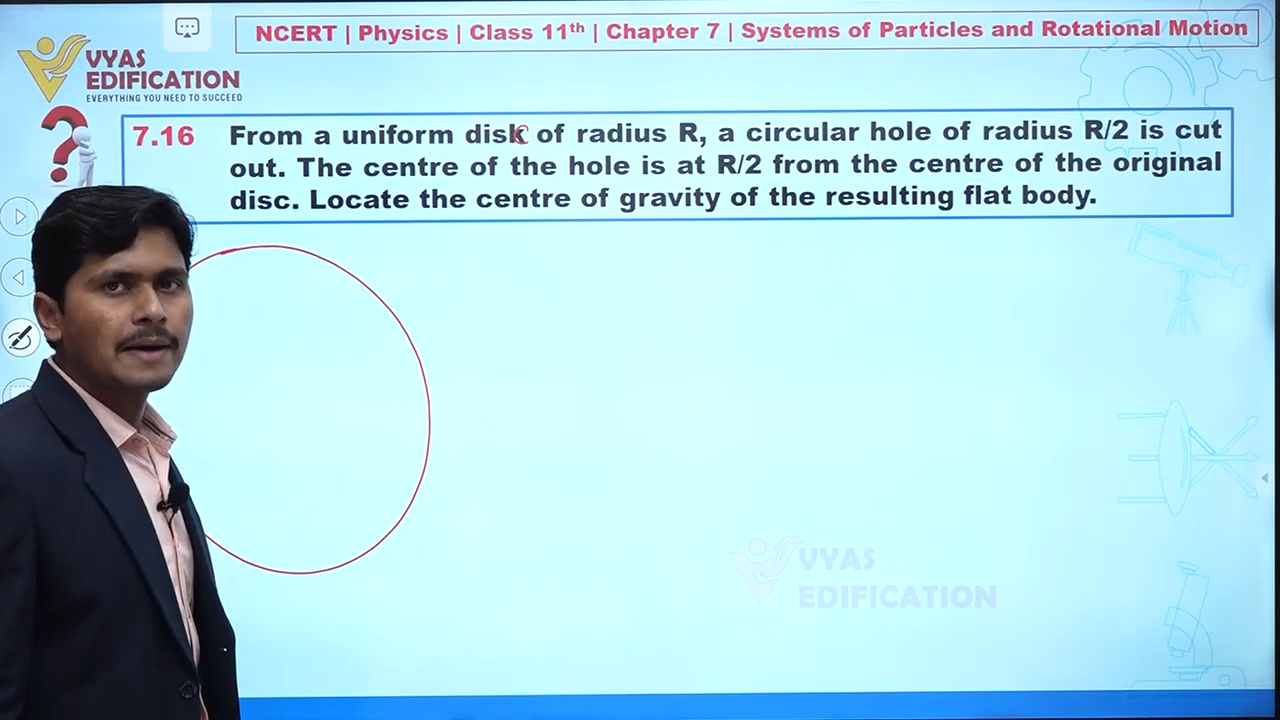 NCERT | Physics | Class 11th | Chapter 7 | Systems of Particles and Rotational Motion
VYAS
EDIFICATION
EVERYTHING YOU NEED TO SUCCEED
7.16 From a uniform disc of radius R, a circular hole of radius R/2 is cut
out. The centre of the hole is at R/2 from the centre of the original
disc. Locate the centre of gravity of the resulting flat body.
VYAS
EDIFICATION